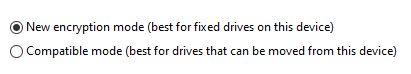 New encryption mode (best for fixed drives on this device)
Compatible mode (best for drives that can be moved from this device)